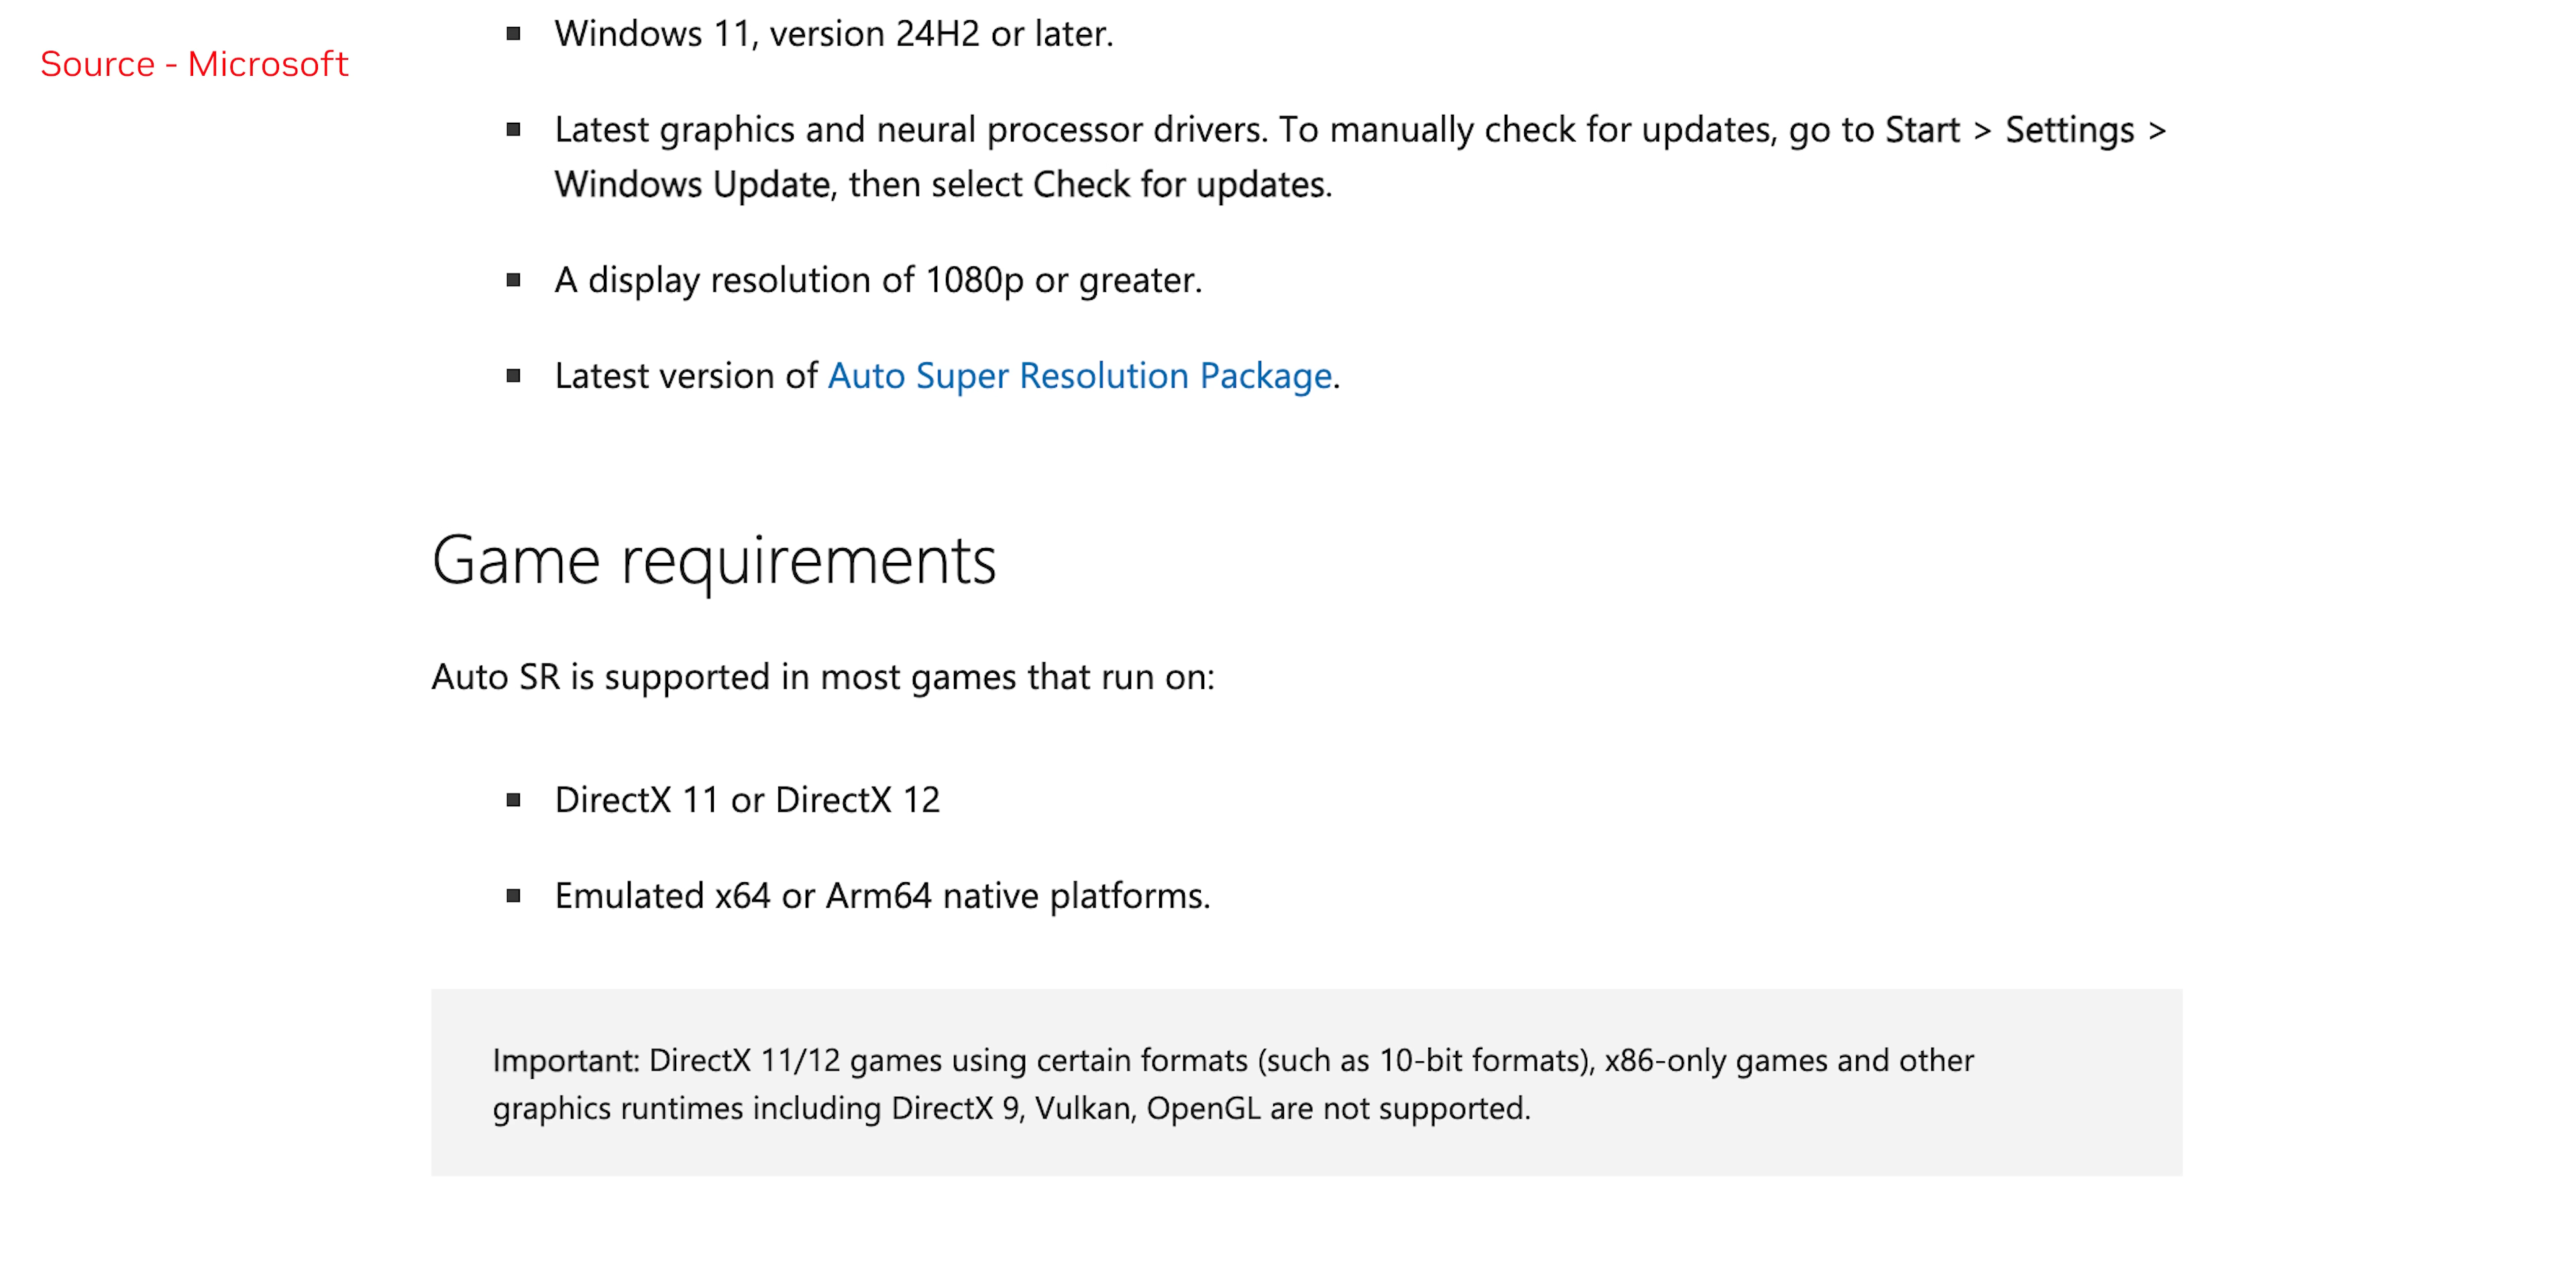 Source - Microsoft
Windows 11, version 24H2 or later.
Latest graphics and neural processor drivers. To manually check for updates, go to Start > Settings >
Windows Update, then select Check for updates.
A display resolution of 1080p or greater.
Latest version of Auto Super Resolution Package.
Game requirements
Auto SR is supported in most games that run on:
DirectX 11 or DirectX 12
Emulated x64 or Arm64 native platforms.
Important: DirectX 11/12 games using certain formats (such as 10-bit formats), x86-only games and other
graphics runtimes including DirectX 9, Vulkan, OpenGL are not supported.